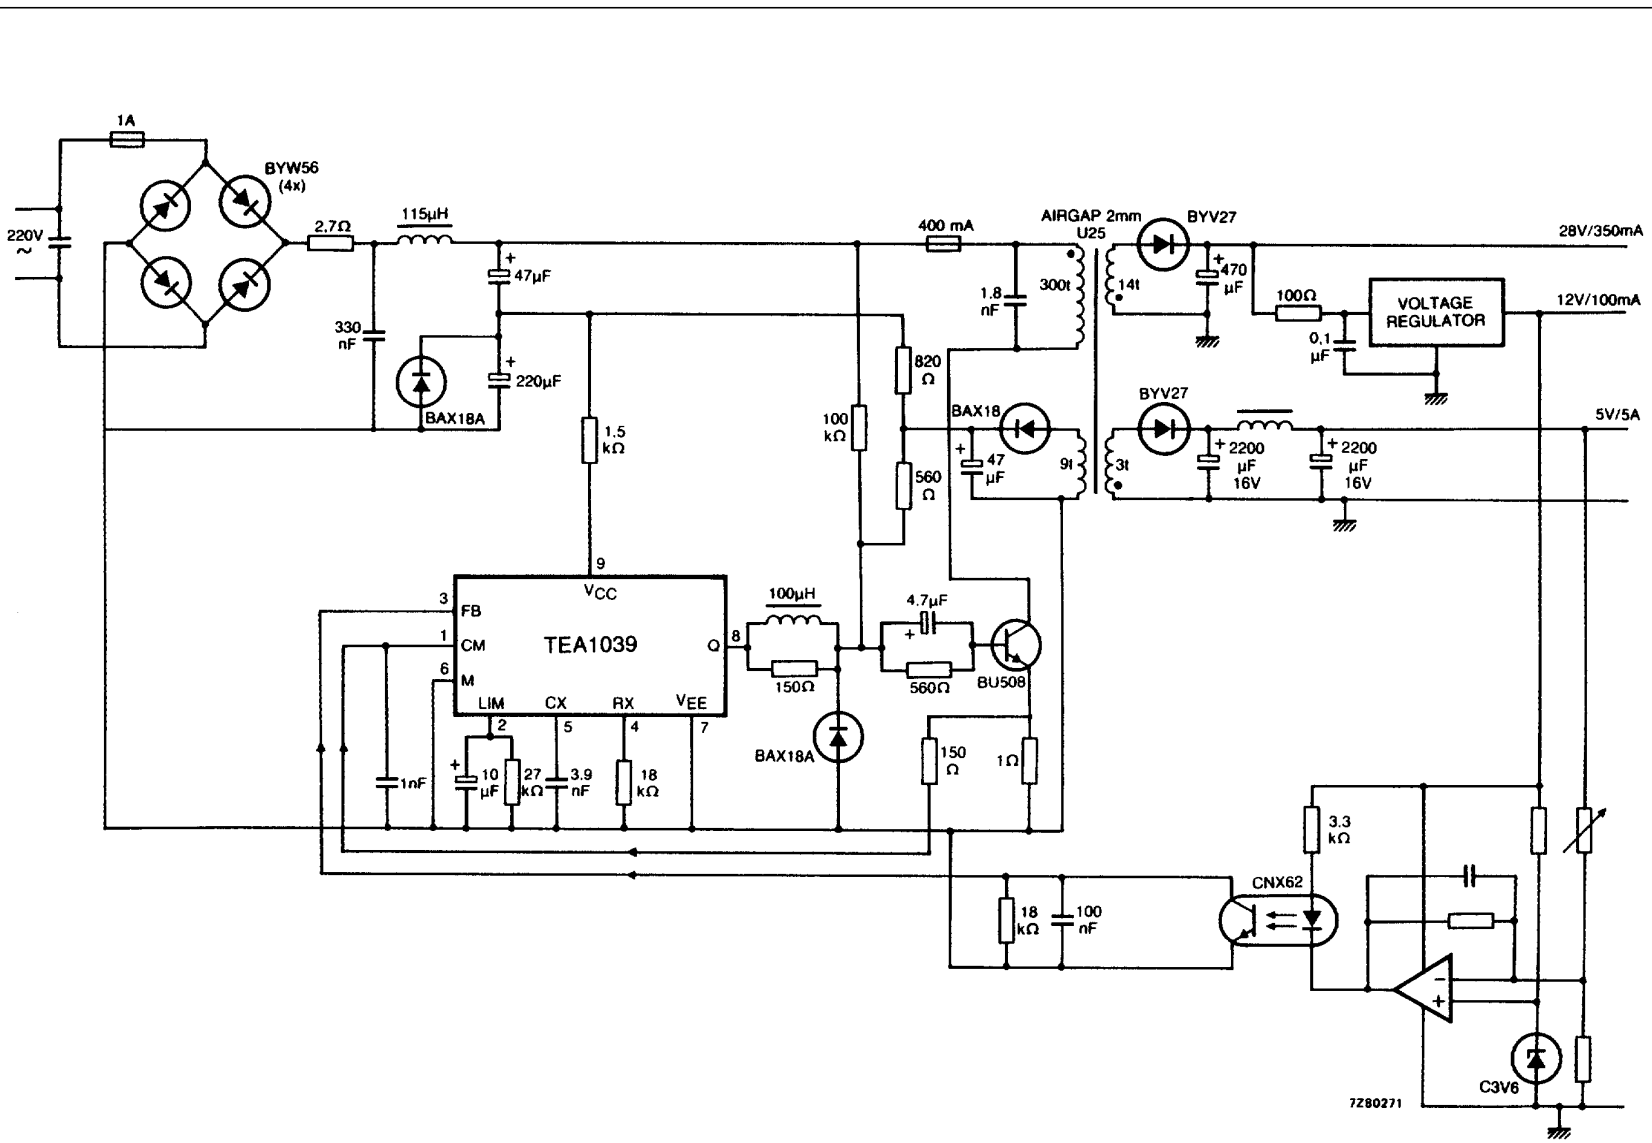 1A
BYW56
(4x)
220V
~
2,7Ω
115μH
+
47μF
330
nF
BAX18A
+
220μF
1,5
kΩ
100
kΩ
820
Ω
560
Ω
400 mA
1.8
nF
AIRGAP 2mm
U25
300t
14t
BYV27
+
470
μF
28V/350mA
100Ω
0,1
μF
VOLTAGE
REGULATOR
12V/100mA
BAX18
+
47
μF
9t
3t
BYV27
+
2200
μF
16V
+
2200
μF
16V
5V/5A
9
VCC
3
FB
1
CM
6
M
TEA1039
Q
8
LIM
CX
RX
VEE
2
5
4
7
100μH
150Ω
4.7μF
+
560Ω
BU508
BAX18A
150
Ω
1Ω
1nF
+
10
μF
27
kΩ
3.9
nF
18
kΩ
18
kΩ
100
nF
CNX62
3.3
kΩ
−
+
C3V6
7Z80271